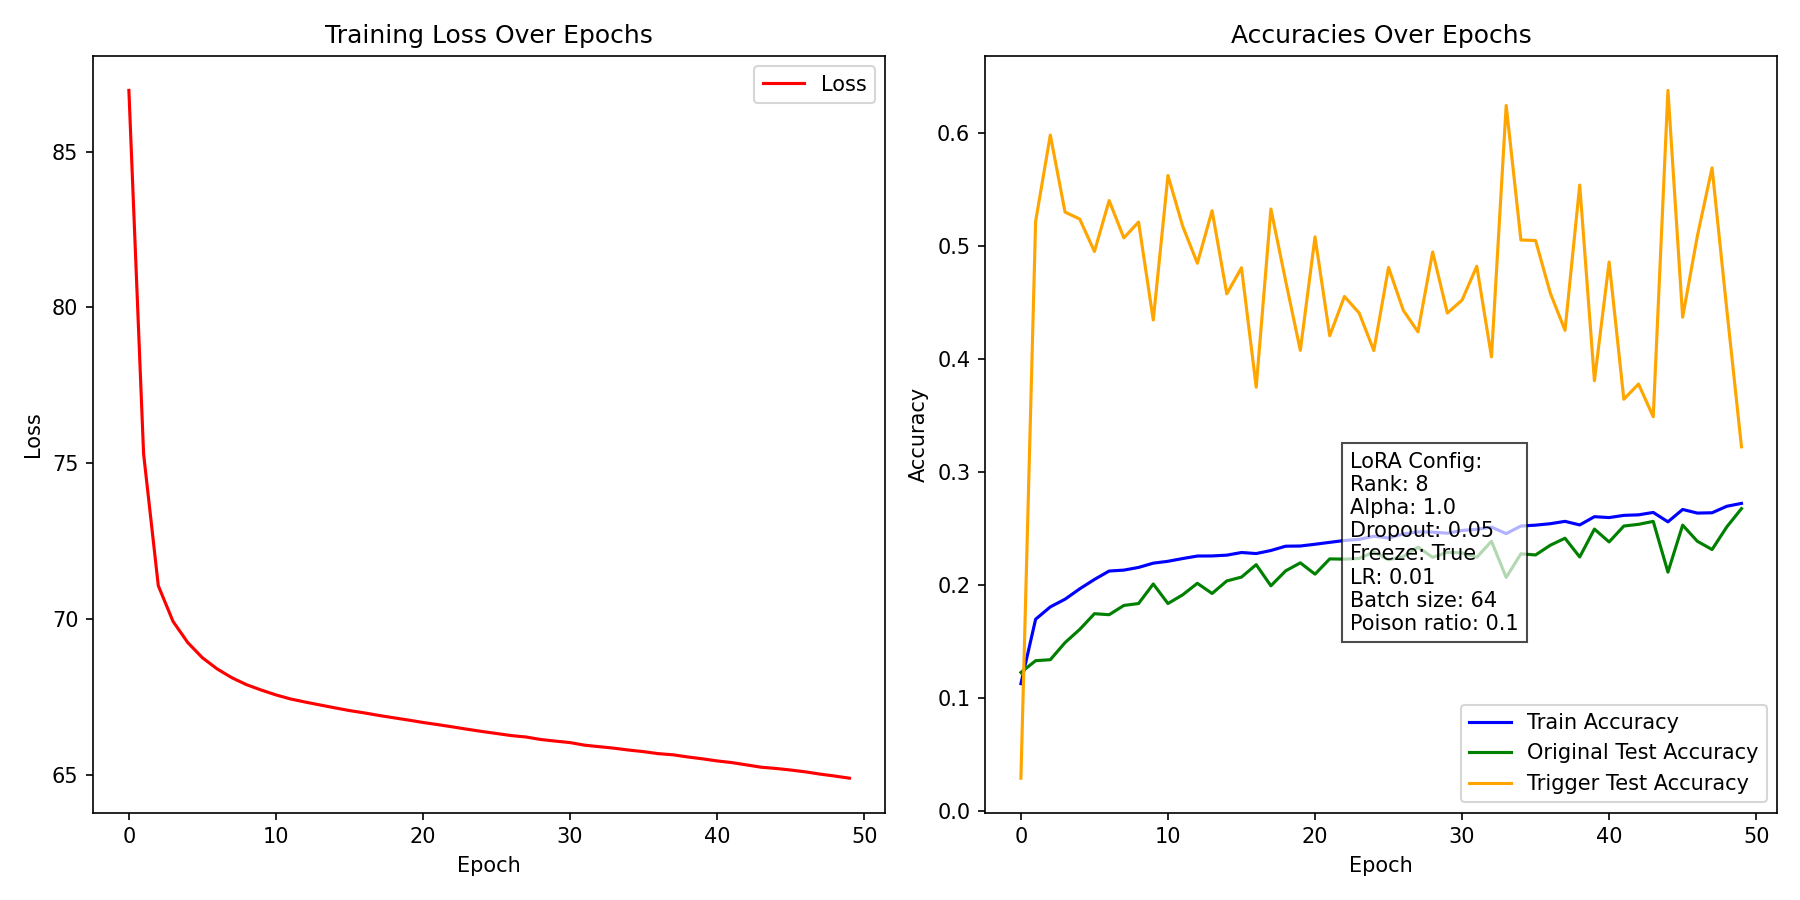 Training Loss Over Epochs
Loss
85
80
75
70
65
Loss
0 10 20 30 40 50
Epoch
Accuracies Over Epochs
0.6
0.5
0.4
0.3
0.2
0.1
0.0
Accuracy
LoRA Config:
Rank: 8
Alpha: 1.0
Dropout: 0.05
Freeze: True
LR: 0.01
Batch size: 64
Poison ratio: 0.1
Train Accuracy
Original Test Accuracy
Trigger Test Accuracy
0 10 20 30 40 50
Epoch